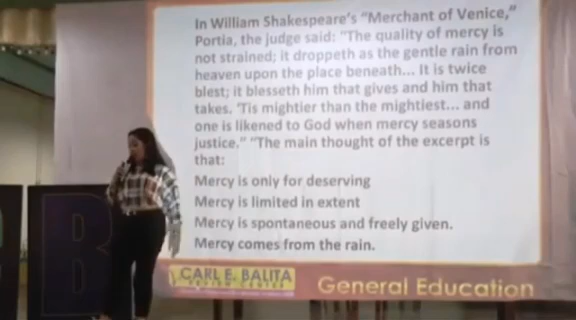 In William Shakespeare's "Merchant of Venice,"
Portia, the judge said: "The quality of mercy is
not strained; it droppeth as the gentle rain from
heaven upon the place beneath... It is twice
blest; it blesseth him that gives and him that
takes. 'Tis mightier than the mightiest... and
one is likened to God when mercy seasons
justice." "The main thought of the excerpt is
that:
Mercy is only for deserving
Mercy is limited in extent
Mercy is spontaneous and freely given.
Mercy comes from the rain.
CARL E. BALITA
REVIEW CENTER
General Education
B